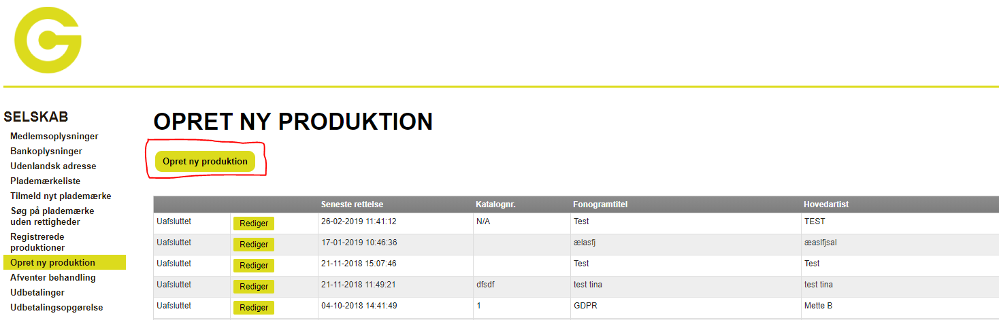 SELSKAB
Medlemsoplysninger
Bankoplysninger
Udenlandsk adresse
Plademærkeliste
Tilmeld nyt plademærke
Søg på plademærke
uden rettigheder
Registrerede
produktioner
Opret ny produktion
Afventer behandling
Udbetalinger
Udbetalingsopgørelse
OPRET NY PRODUKTION
Opret ny produktion
Seneste rettelse Katalognr. Fonogramtitel Hovedartist
Uafsluttet Rediger 26-02-2019 11:41:12 N/A Test TEST
Uafsluttet Rediger 17-01-2019 10:46:36 ælasfj æaslfjsal
Uafsluttet Rediger 21-11-2018 15:07:46 Test Test
Uafsluttet Rediger 21-11-2018 11:49:21 dfsdf test tina test tina
Uafsluttet Rediger 04-10-2018 14:41:49 1 GDPR Mette B